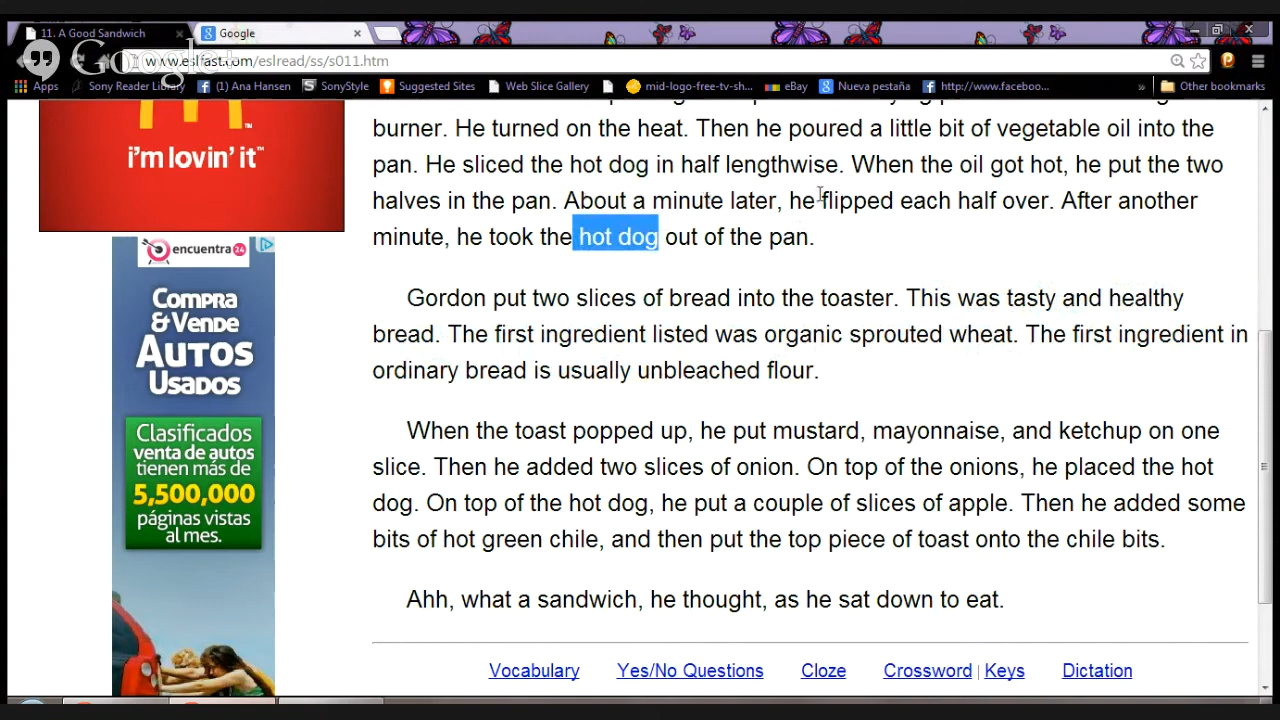 11. A Good Sandwich
Google
Google+
www.eslfast.com/eslread/ss/s011.htm
Apps
Sony Reader Library
(1) Ana Hansen
SonyStyle
Suggested Sites
Web Slice Gallery
mid-logo-free-tv-sh...
eBay
Nueva pestaña
http://www.faceboo...
»
Other bookmarks
burner. He turned on the heat. Then he poured a little bit of vegetable oil into the
pan. He sliced the hot dog in half lengthwise. When the oil got hot, he put the two
halves in the pan. About a minute later, he flipped each half over. After another
minute, he took the hot dog out of the pan.
Gordon put two slices of bread into the toaster. This was tasty and healthy
bread. The first ingredient listed was organic sprouted wheat. The first ingredient in
ordinary bread is usually unbleached flour.
When the toast popped up, he put mustard, mayonnaise, and ketchup on one
slice. Then he added two slices of onion. On top of the onions, he placed the hot
dog. On top of the hot dog, he put a couple of slices of apple. Then he added some
bits of hot green chile, and then put the top piece of toast onto the chile bits.
Ahh, what a sandwich, he thought, as he sat down to eat.
Vocabulary
Yes/No Questions
Cloze
Crossword | Keys
Dictation
i'm lovin' it™
encuentra24
Compra
& Vende
Autos
Usados
Clasificados
venta de autos
tienen más de
5,500,000
páginas vistas
al mes.